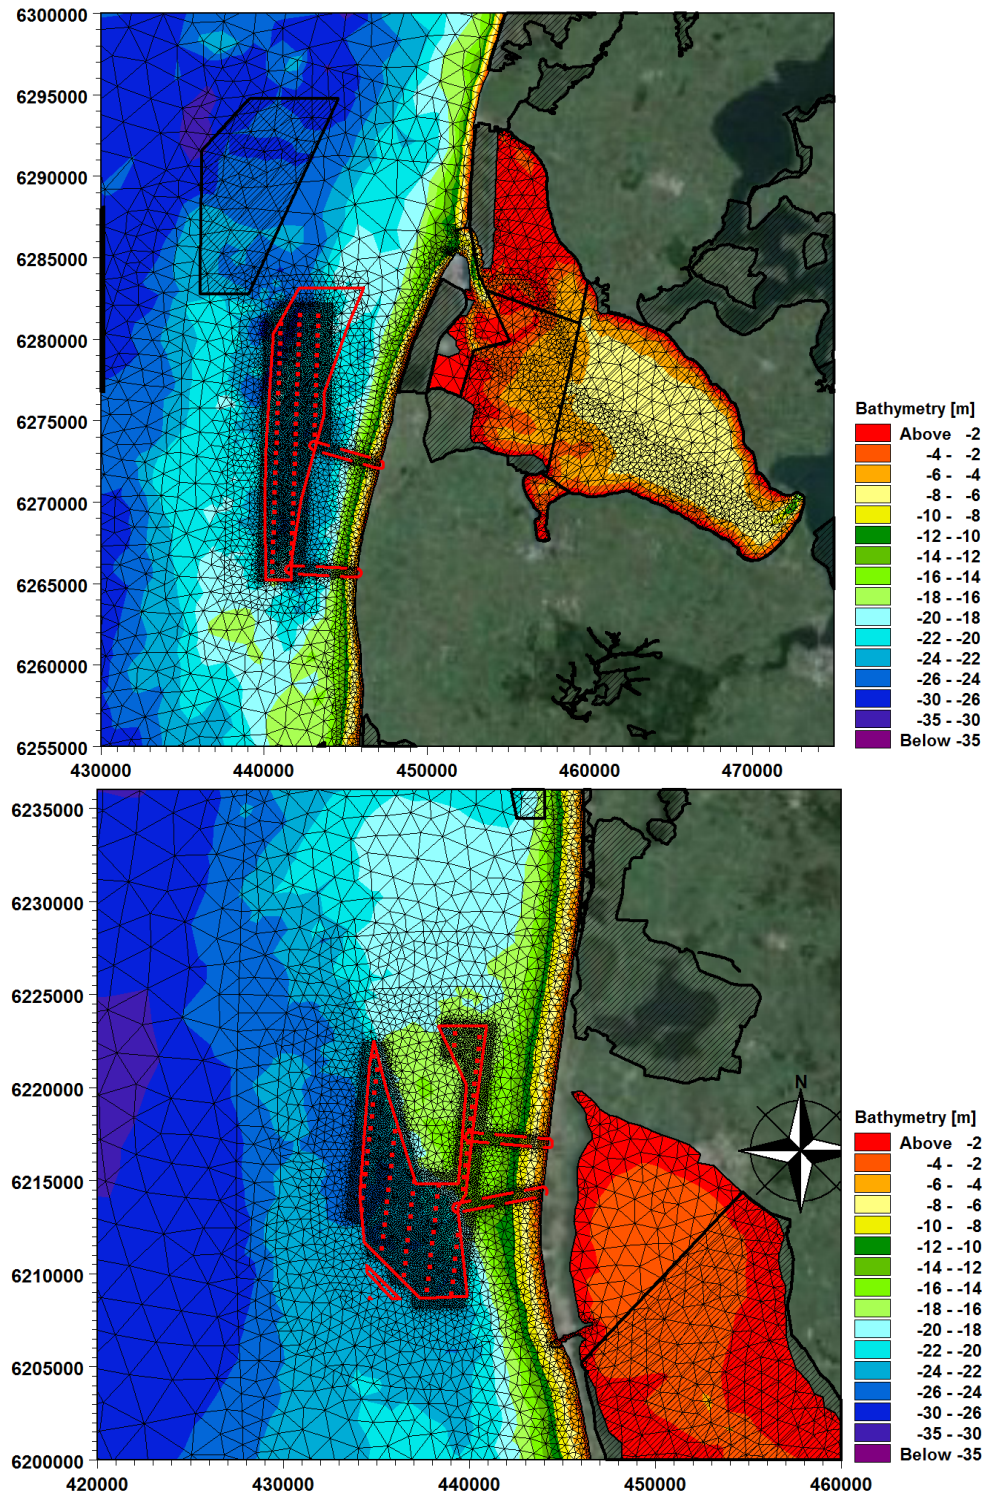 6300000
6295000
6290000
6285000
6280000
6275000
6270000
6265000
6260000
6255000
430000 440000 450000 460000 470000
Bathymetry [m]
Above -2
-4 - -2
-6 - -4
-8 - -6
-10 - -8
-12 - -10
-14 - -12
-16 - -14
-18 - -16
-20 - -18
-22 - -20
-24 - -22
-26 - -24
-30 - -26
-35 - -30
Below -35
6235000
6230000
6225000
6220000
6215000
6210000
6205000
6200000
420000 430000 440000 450000 460000
N
Bathymetry [m]
Above -2
-4 - -2
-6 - -4
-8 - -6
-10 - -8
-12 - -10
-14 - -12
-16 - -14
-18 - -16
-20 - -18
-22 - -20
-24 - -22
-26 - -24
-30 - -26
-35 - -30
Below -35